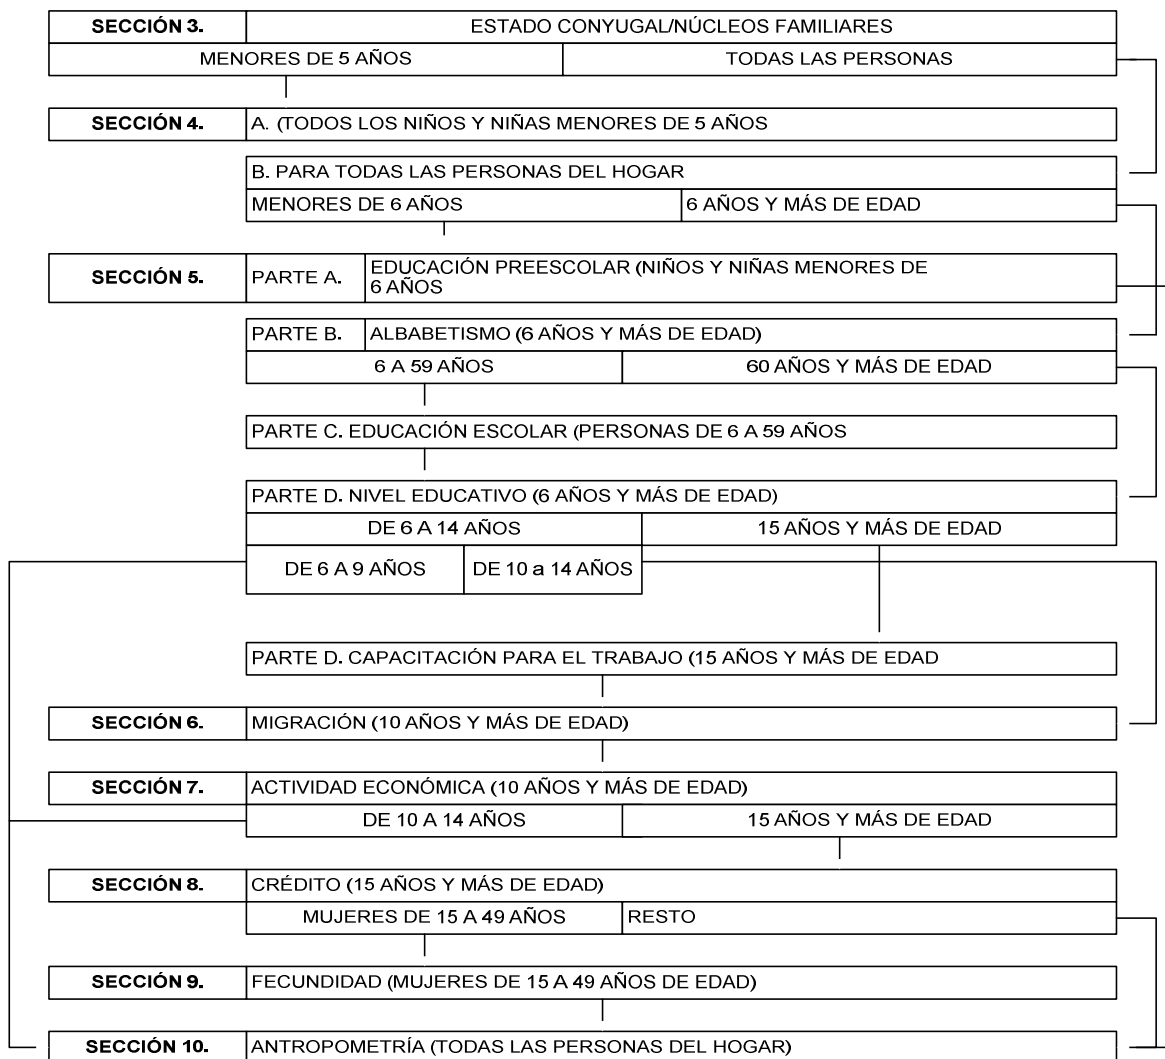 SECCIÓN 3. ESTADO CONYUGAL/NÚCLEOS FAMILIARES
MENORES DE 5 AÑOS TODAS LAS PERSONAS
SECCIÓN 4. A. (TODOS LOS NIÑOS Y NIÑAS MENORES DE 5 AÑOS
B. PARA TODAS LAS PERSONAS DEL HOGAR
MENORES DE 6 AÑOS 6 AÑOS Y MÁS DE EDAD
SECCIÓN 5. PARTE A. EDUCACIÓN PREESCOLAR (NIÑOS Y NIÑAS MENORES DE
6 AÑOS
PARTE B. ALBABETISMO (6 AÑOS Y MÁS DE EDAD)
6 A 59 AÑOS 60 AÑOS Y MÁS DE EDAD
PARTE C. EDUCACIÓN ESCOLAR (PERSONAS DE 6 A 59 AÑOS
PARTE D. NIVEL EDUCATIVO (6 AÑOS Y MÁS DE EDAD)
DE 6 A 14 AÑOS 15 AÑOS Y MÁS DE EDAD
DE 6 A 9 AÑOS DE 10 a 14 AÑOS
PARTE D. CAPACITACIÓN PARA EL TRABAJO (15 AÑOS Y MÁS DE EDAD
SECCIÓN 6. MIGRACIÓN (10 AÑOS Y MÁS DE EDAD)
SECCIÓN 7. ACTIVIDAD ECONÓMICA (10 AÑOS Y MÁS DE EDAD)
DE 10 A 14 AÑOS 15 AÑOS Y MÁS DE EDAD
SECCIÓN 8. CRÉDITO (15 AÑOS Y MÁS DE EDAD)
MUJERES DE 15 A 49 AÑOS RESTO
SECCIÓN 9. FECUNDIDAD (MUJERES DE 15 A 49 AÑOS DE EDAD)
SECCIÓN 10. ANTROPOMETRÍA (TODAS LAS PERSONAS DEL HOGAR)